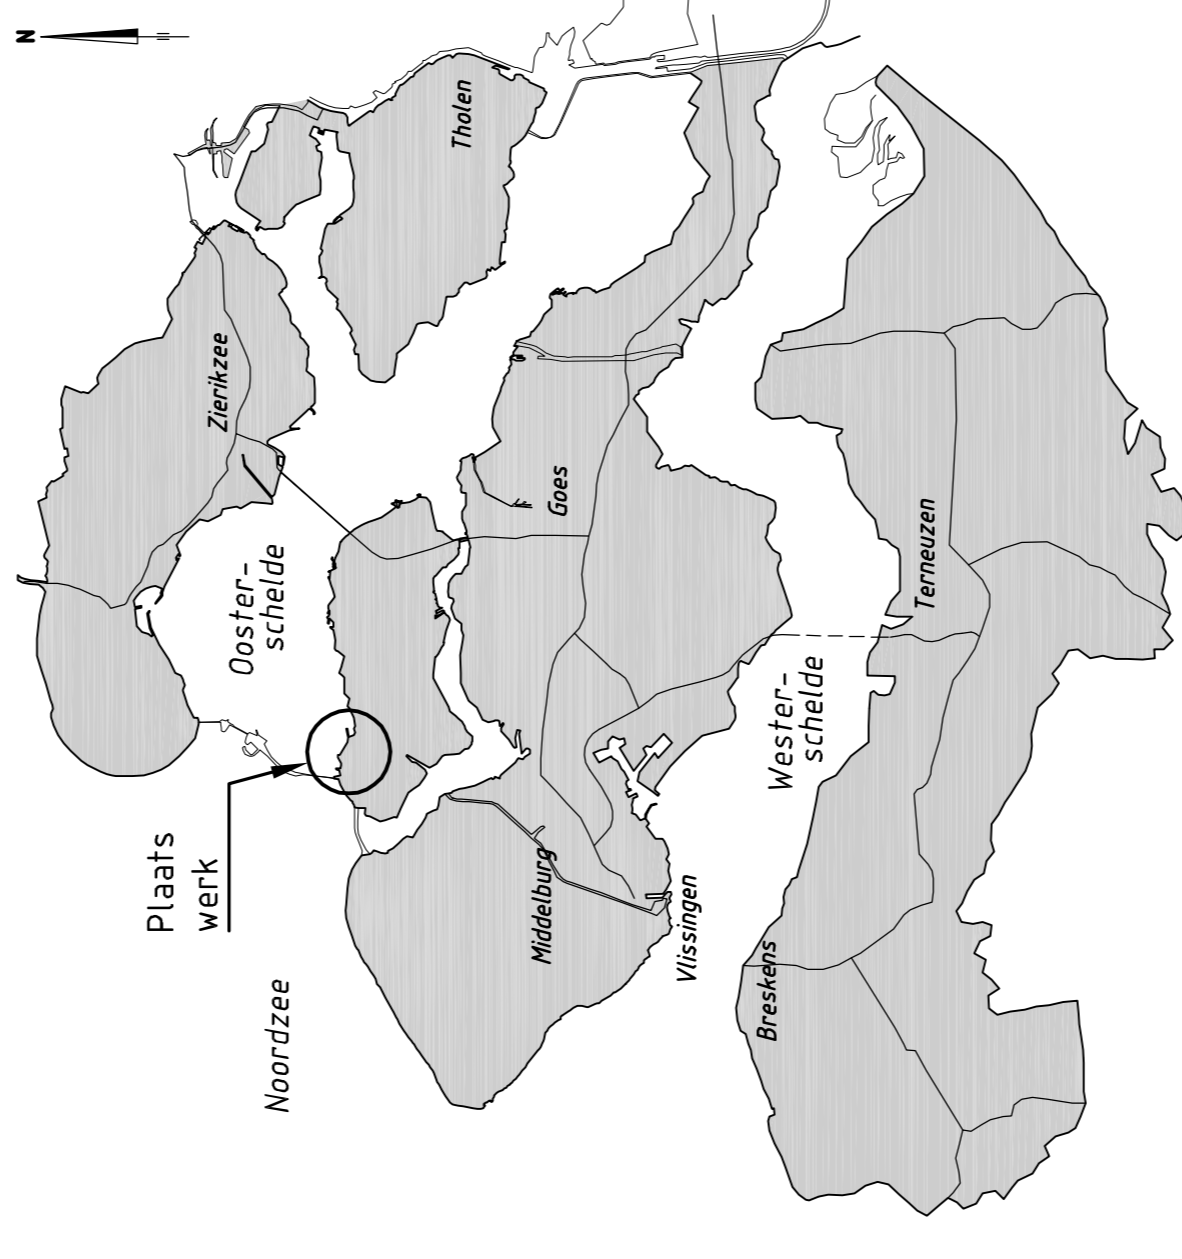 N
Tholen
Zierikzee
Ooster-
schelde
Goes
Plaats
werk
Noordzee
Middelburg
Vlissingen
Wester-
schelde
Terneuzen
Breskens